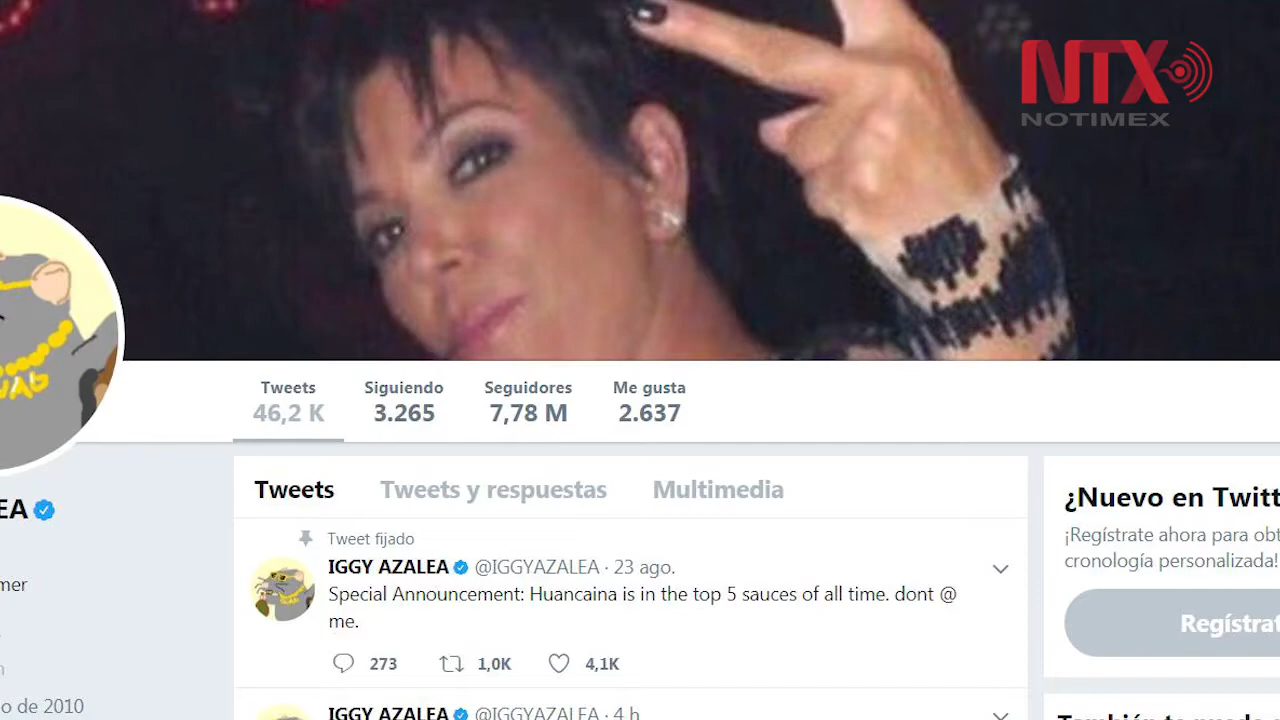 NTX
NOTIMEX
Tweets Siguiendo Seguidores Me gusta
46,2 K 3.265 7,78 M 2.637
EA
Tweets Tweets y respuestas Multimedia
¿Nuevo en Twitt
¡Regístrate ahora para obt
cronología personalizada!
Tweet fijado
IGGY AZALEA @IGGYAZALEA · 23 ago.
Special Announcement: Huancaina is in the top 5 sauces of all time. dont @
me.
mer
Regístrat
273 1,0K 4,1K
o de 2010
IGGY AZALEA @IGGYAZALEA · 4 h